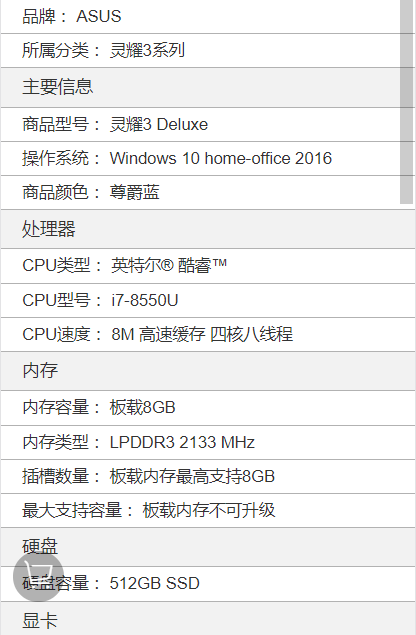 品牌： ASUS
所属分类： 灵耀3系列
主要信息
商品型号： 灵耀3 Deluxe
操作系统： Windows 10 home-office 2016
商品颜色： 尊爵蓝
处理器
CPU类型： 英特尔® 酷睿™
CPU型号： i7-8550U
CPU速度： 8M 高速缓存 四核八线程
内存
内存容量： 板载8GB
内存类型： LPDDR3 2133 MHz
插槽数量： 板载内存最高支持8GB
最大支持容量： 板载内存不可升级
硬盘
硬盘容量： 512GB SSD
显卡